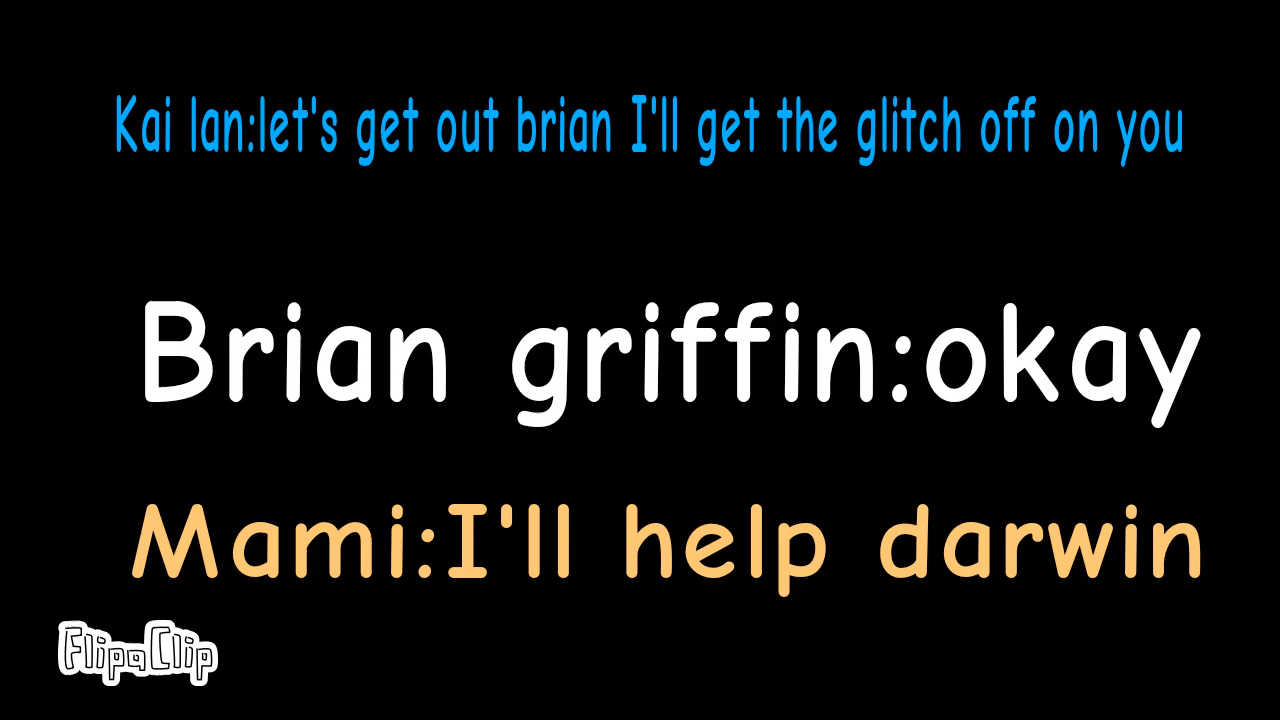 Kai lan:let's get out brian I'll get the glitch off on you
Brian griffin:okay
Mami:I'll help darwin
FlipaClip